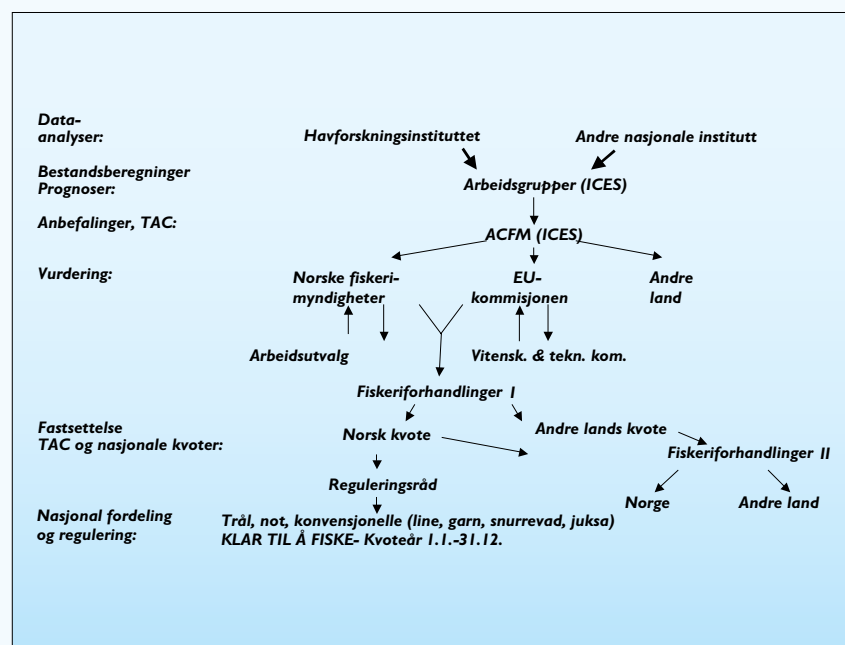 Data-
analyser:
Havforskningsinstituttet
Andre nasjonale institutt
Bestandsberegninger
Prognoser:
Arbeidsgrupper (ICES)
Anbefalinger, TAC:
ACFM (ICES)
Vurdering:
Norske fiskeri-
myndigheter
EU-
kommisjonen
Andre
land
Arbeidsutvalg
Vitensk. & tekn. kom.
Fiskeriforhandlinger I
Fastsettelse
TAC og nasjonale kvoter:
Norsk kvote
Andre lands kvote
Fiskeriforhandlinger II
Reguleringsråd
Norge
Andre land
Nasjonal fordeling
og regulering:
Trål, not, konvensjonelle (line, garn, snurrevad, juksa)
KLAR TIL Å FISKE- Kvoteår 1.1.-31.12.